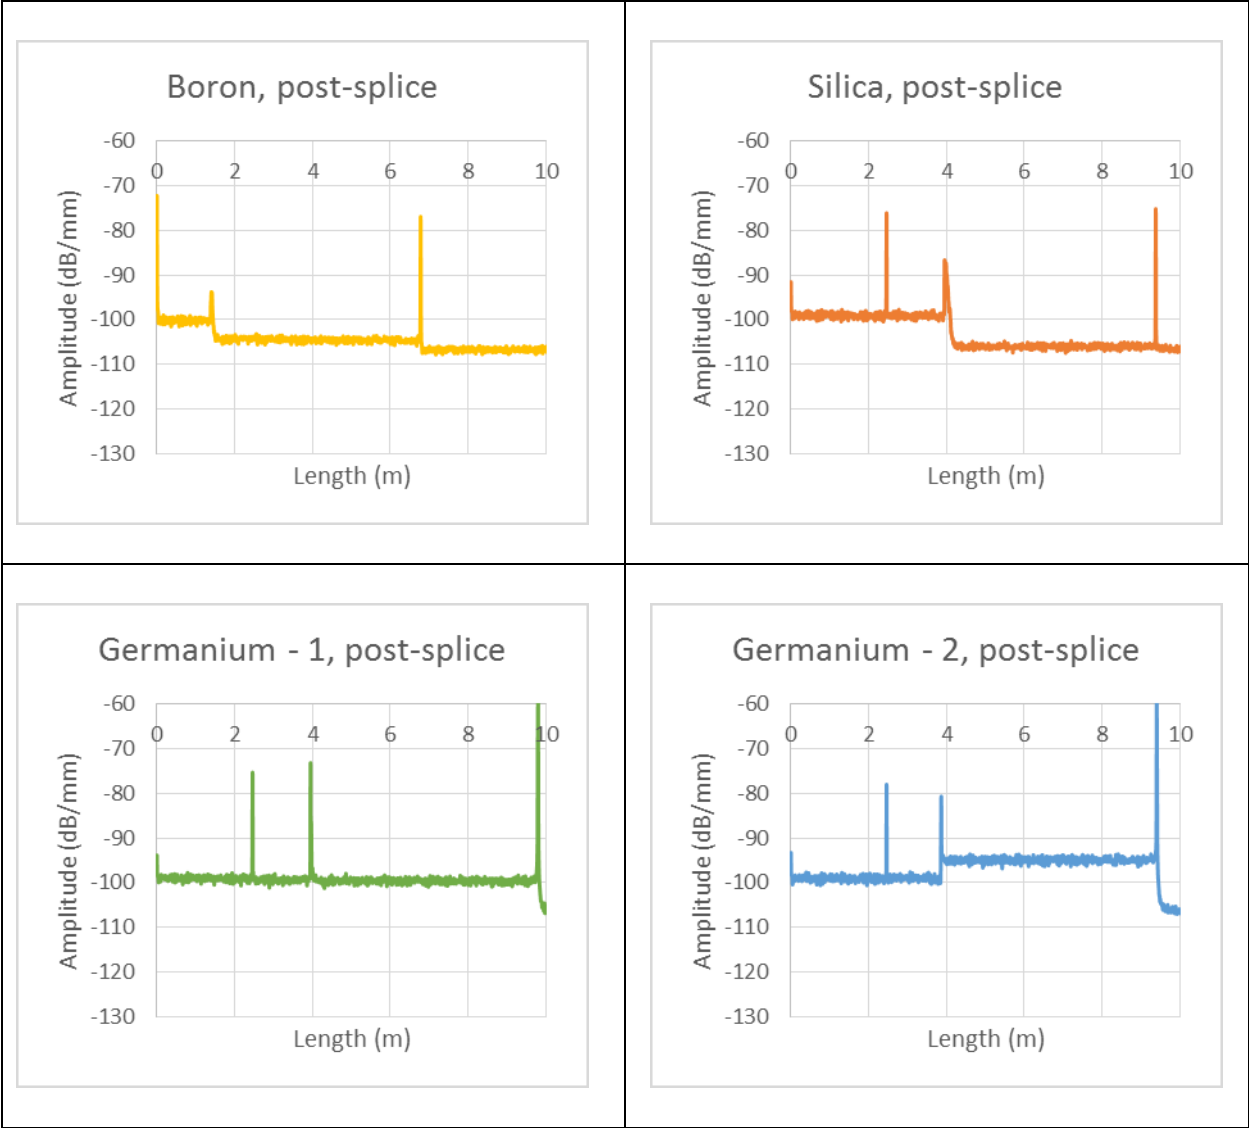 Boron, post-splice
-60
0 2 4 6 8 10
-70
-80
-90
-100
-110
-120
-130
Amplitude (dB/mm)
Length (m)
Silica, post-splice
-60
0 2 4 6 8 10
-70
-80
-90
-100
-110
-120
-130
Amplitude (dB/mm)
Length (m)
Germanium - 1, post-splice
-60
0 2 4 6 8 10
-70
-80
-90
-100
-110
-120
-130
Amplitude (dB/mm)
Length (m)
Germanium - 2, post-splice
-60
0 2 4 6 8 10
-70
-80
-90
-100
-110
-120
-130
Amplitude (dB/mm)
Length (m)